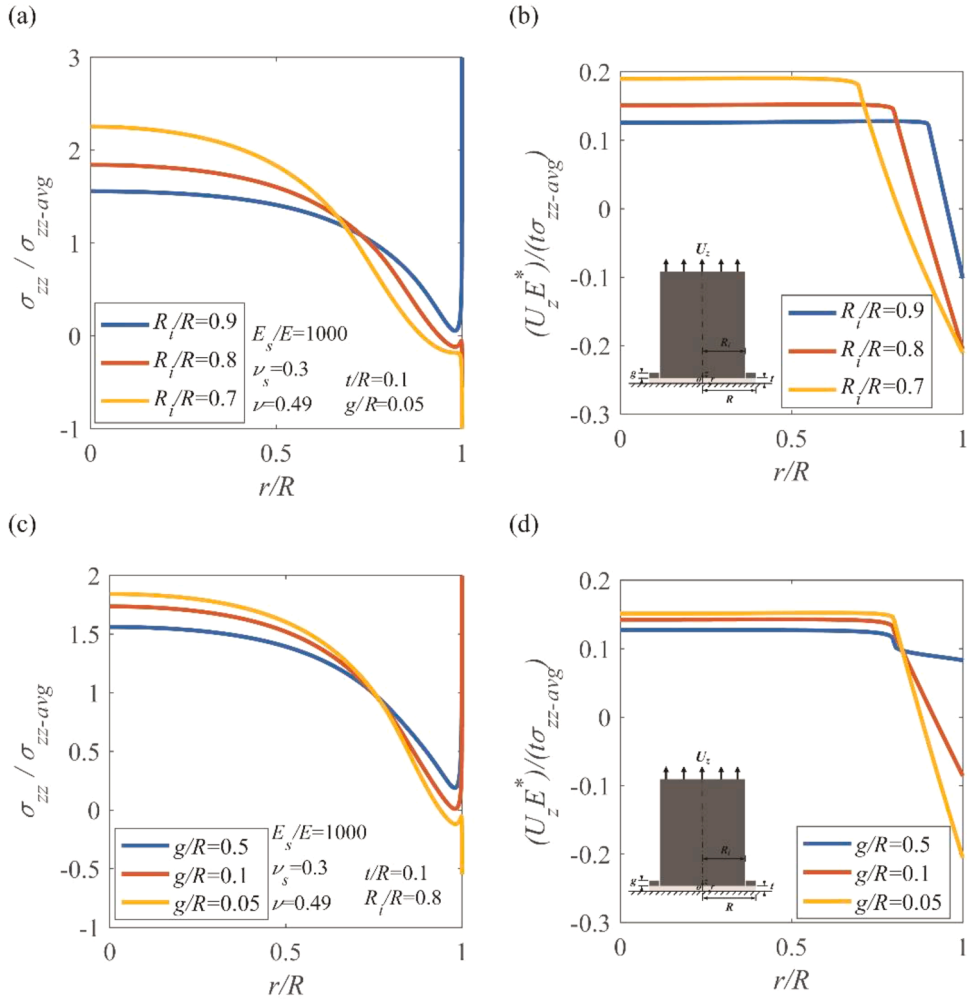 (a)
3
2
1
0
-1
σzz / σzz-avg
Ri/R=0.9
Ri/R=0.8
Ri/R=0.7
Es/E=1000
νs=0.3
ν=0.49
t/R=0.1
g/R=0.05
0
0.5
1
r/R
(b)
0.2
0.1
0
-0.1
-0.2
-0.3
(UzE*)/(tσzz-avg)
Uz
Ri
g
t
R
Ri/R=0.9
Ri/R=0.8
Ri/R=0.7
0
0.5
1
r/R
(c)
2
1.5
1
0.5
0
-0.5
-1
σzz / σzz-avg
g/R=0.5
g/R=0.1
g/R=0.05
Es/E=1000
νs=0.3
ν=0.49
t/R=0.1
Ri/R=0.8
0
0.5
1
r/R
(d)
0.2
0.1
0
-0.1
-0.2
-0.3
(UzE*)/(tσzz-avg)
Uz
Ri
g
t
R
g/R=0.5
g/R=0.1
g/R=0.05
0
0.5
1
r/R